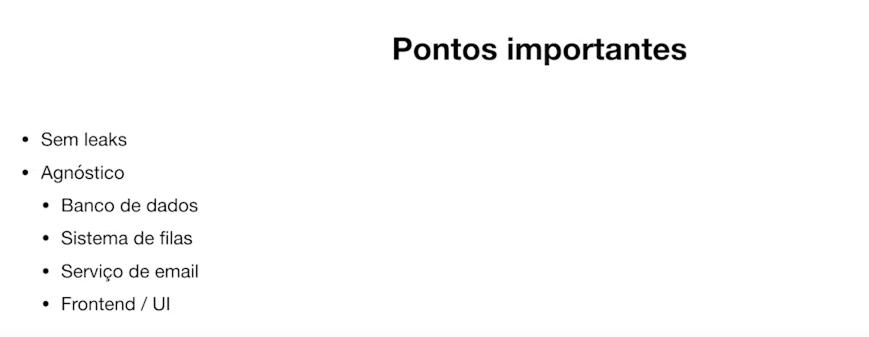 Pontos importantes
• Sem leaks
• Agnóstico
• Banco de dados
• Sistema de filas
• Serviço de email
• Frontend / UI